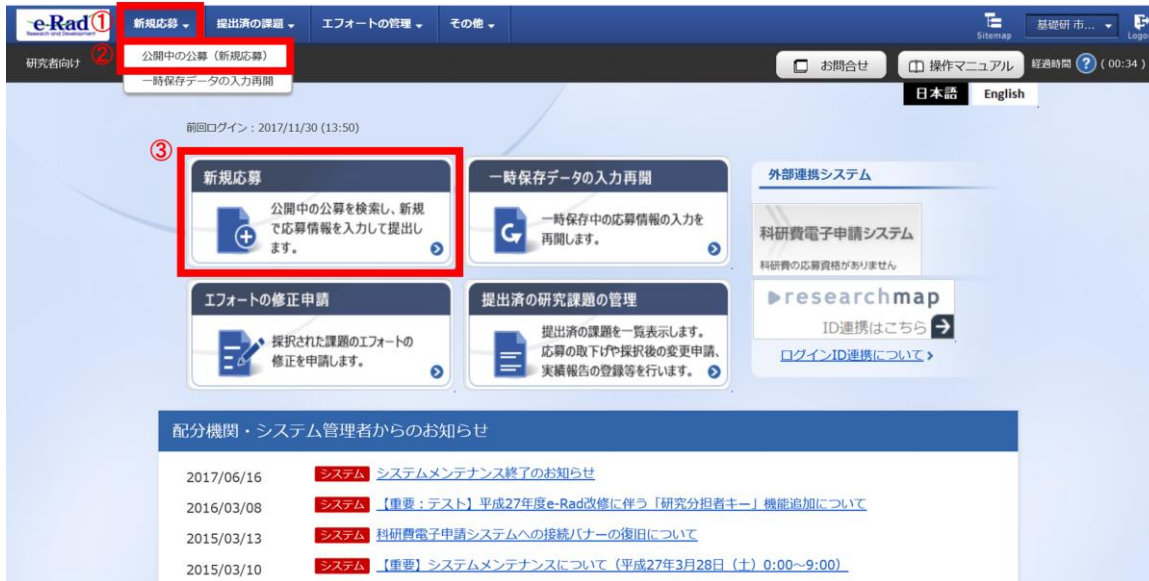 e-Rad
Research and Development
①
新規応募
提出済の課題
エフォートの管理
その他
Sitemap
基礎研 市...
Logo
研究者向け
②
公開中の公募（新規応募）
一時保存データの入力再開
お問合せ
操作マニュアル
経過時間 ? ( 00:34 )
日本語 English
前回ログイン：2017/11/30 (13:50)
③
新規応募
公開中の公募を検索し、新規
で応募情報を入力して提出し
ます。
一時保存データの入力再開
一時保存中の応募情報の入力を
再開します。
外部連携システム
科研費電子申請システム
科研費の応募資格がありません
エフォートの修正申請
採択された課題のエフォートの
修正を申請します。
提出済の研究課題の管理
提出済の課題を一覧表示します。
応募の取下げや採択後の変更申請、
実績報告の登録等を行います。
researchmap
ID連携はこちら
ログインID連携について
配分機関・システム管理者からのお知らせ
2017/06/16 システム システムメンテナンス終了のお知らせ
2016/03/08 システム 【重要：テスト】平成27年度e-Rad改修に伴う「研究分担者キー」機能追加について
2015/03/13 システム 科研費電子申請システムへの接続バナーの復旧について
2015/03/10 システム 【重要】システムメンテナンスについて（平成27年3月28日（土）0:00～9:00）